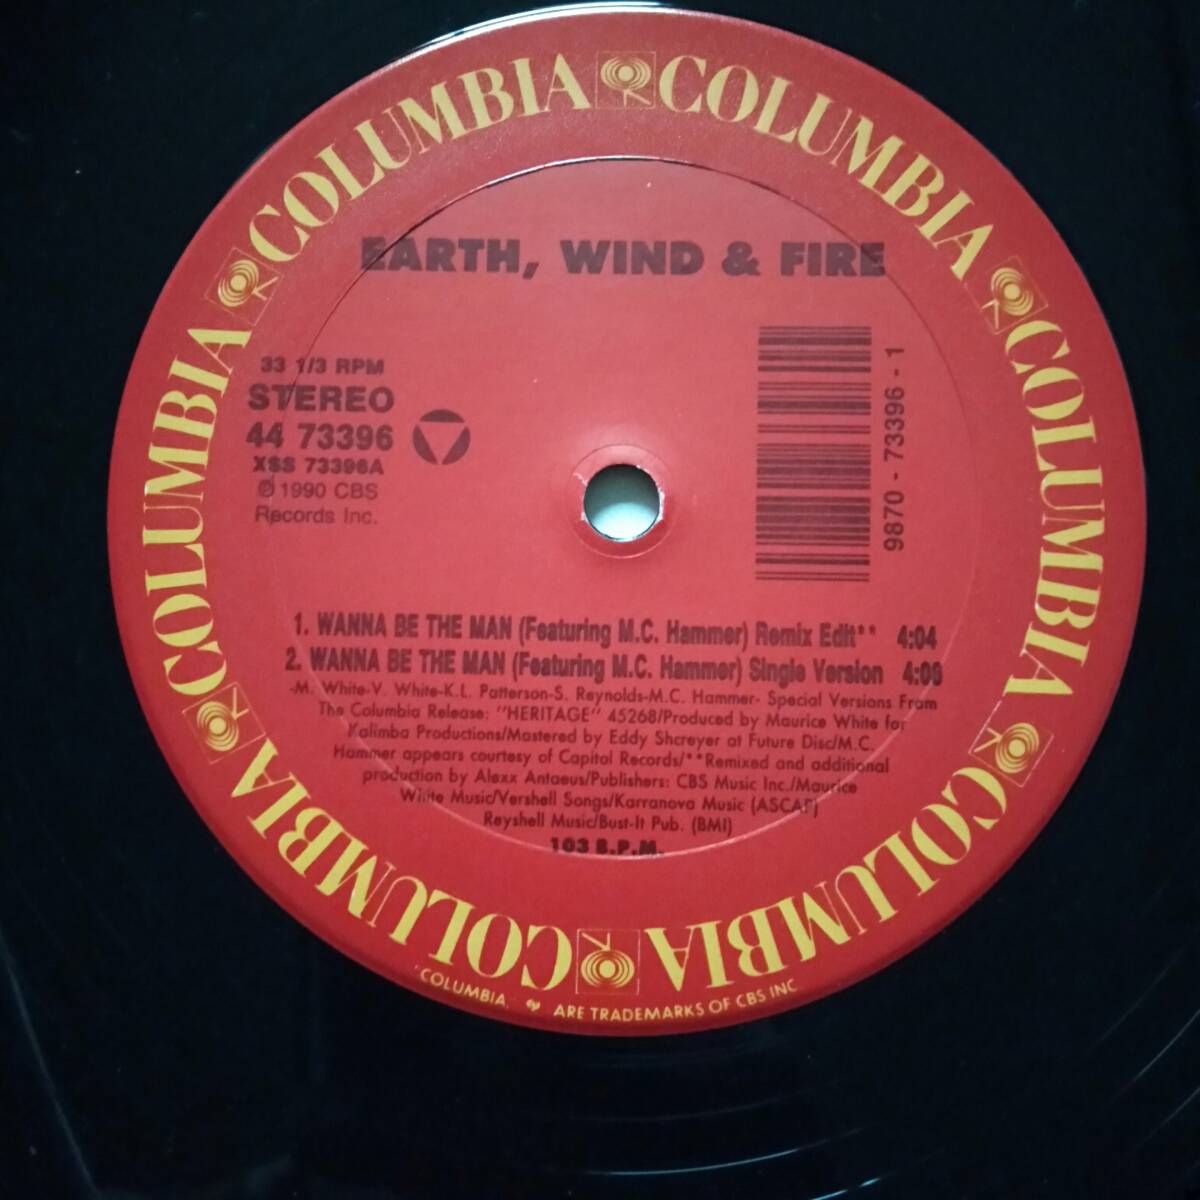 COLUMBIA COLUMBIA COLUMBIA COLUMBIA COLUMBIA COLUMBIA COLUMBIA COLUMBIA
EARTH, WIND & FIRE
33 1/3 RPM
STEREO
44 73396
XSS 73396A
℗ 1990 CBS
Records Inc.
9870 - 73396 - 1
1. WANNA BE THE MAN (Featuring M.C. Hammer) Remix Edit** 4:04
2. WANNA BE THE MAN (Featuring M.C. Hammer) Single Version 4:00
-M. White-V. White-K.L. Patterson-S. Reynolds-M.C. Hammer- Special Versions From
The Columbia Release: "HERITAGE" 45268/Produced by Maurice White for
Kalimba Productions/Mastered by Eddy Shcreyer at Future Disc/M.C.
Hammer appears courtesy of Capitol Records/**Remixed and additional
production by Alexx Antaeus/Publishers: CBS Music Inc./Maurice
White Music/Vershell Songs/Karranova Music (ASCAP)
Reyshell Music/Bust-It Pub. (BMI)
103 B.P.M.
"COLUMBIA, ARE TRADEMARKS OF CBS INC